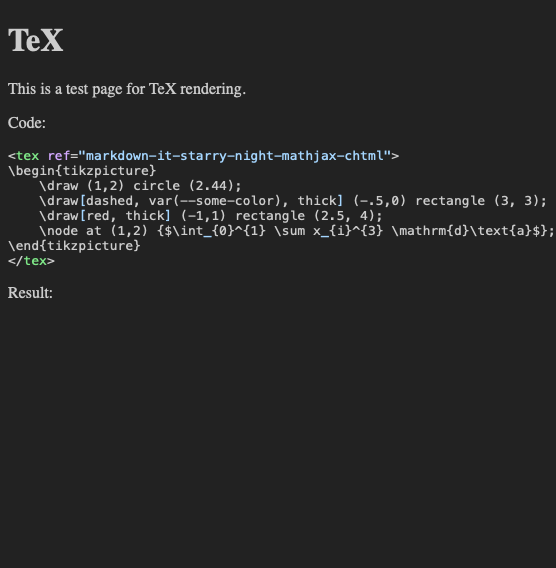 TeX
This is a test page for TeX rendering.
Code:
<tex ref="markdown-it-starry-night-mathjax-chtml">
\begin{tikzpicture}
    \draw (1,2) circle (2.44);
    \draw[dashed, var(--some-color), thick] (-.5,0) rectangle (3, 3);
    \draw[red, thick] (-1,1) rectangle (2.5, 4);
    \node at (1,2) {$\int_{0}^{1} \sum x_{i}^{3} \mathrm{d}\text{a}$};
\end{tikzpicture}
</tex>
Result: